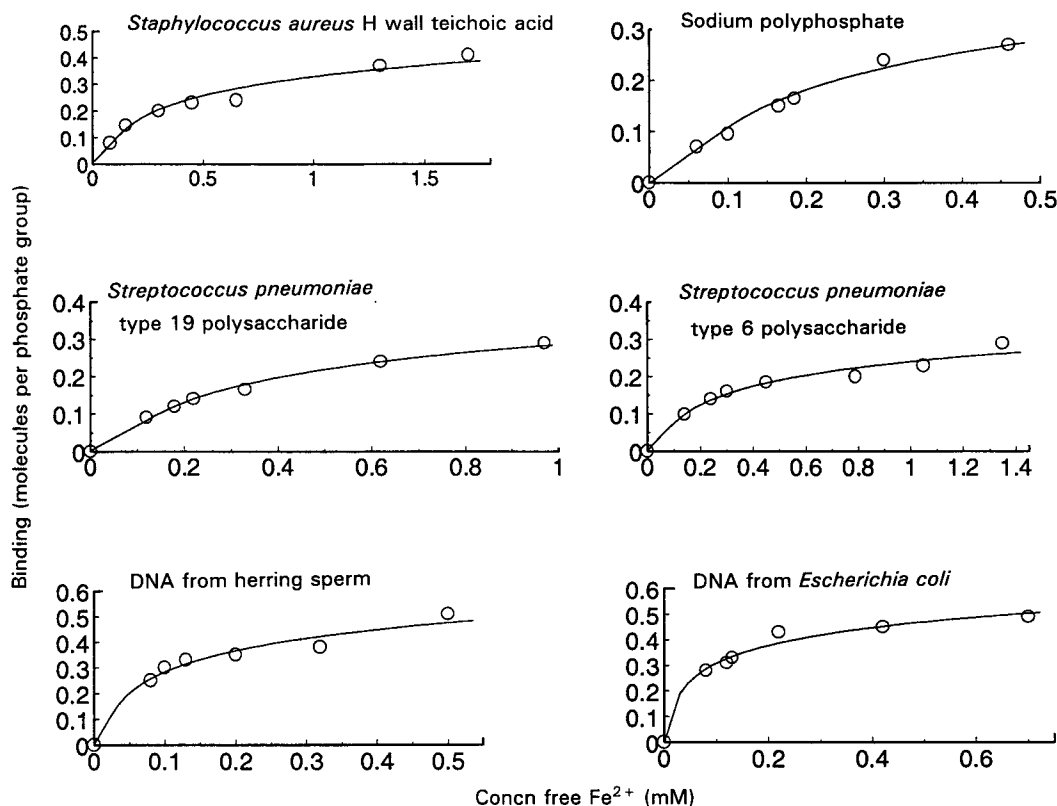 Staphylococcus aureus H wall teichoic acid
0.5
0.4
0.3
0.2
0.1
0
0 0.5 1 1.5
Sodium polyphosphate
0.3
0.2
0.1
0
0 0.1 0.2 0.3 0.4 0.5
Binding (molecules per phosphate group)
Streptococcus pneumoniae
type 19 polysaccharide
0.4
0.3
0.2
0.1
0
0 0.2 0.4 0.6 0.8 1
Streptococcus pneumoniae
type 6 polysaccharide
0.4
0.3
0.2
0.1
0
0 0.2 0.4 0.6 0.8 1 1.2 1.4
DNA from herring sperm
0.6
0.5
0.4
0.3
0.2
0.1
0
0 0.1 0.2 0.3 0.4 0.5
DNA from Escherichia coli
0.6
0.5
0.4
0.3
0.2
0.1
0
0 0.2 0.4 0.6
Concn free Fe²⁺ (mM)